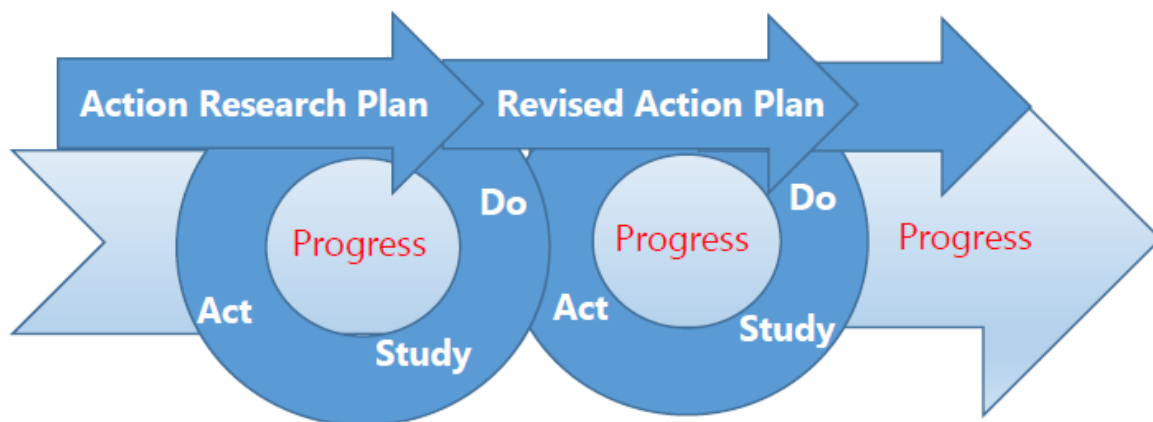 Action Research Plan
Revised Action Plan
Do
Do
Progress
Progress
Progress
Act
Act
Study
Study